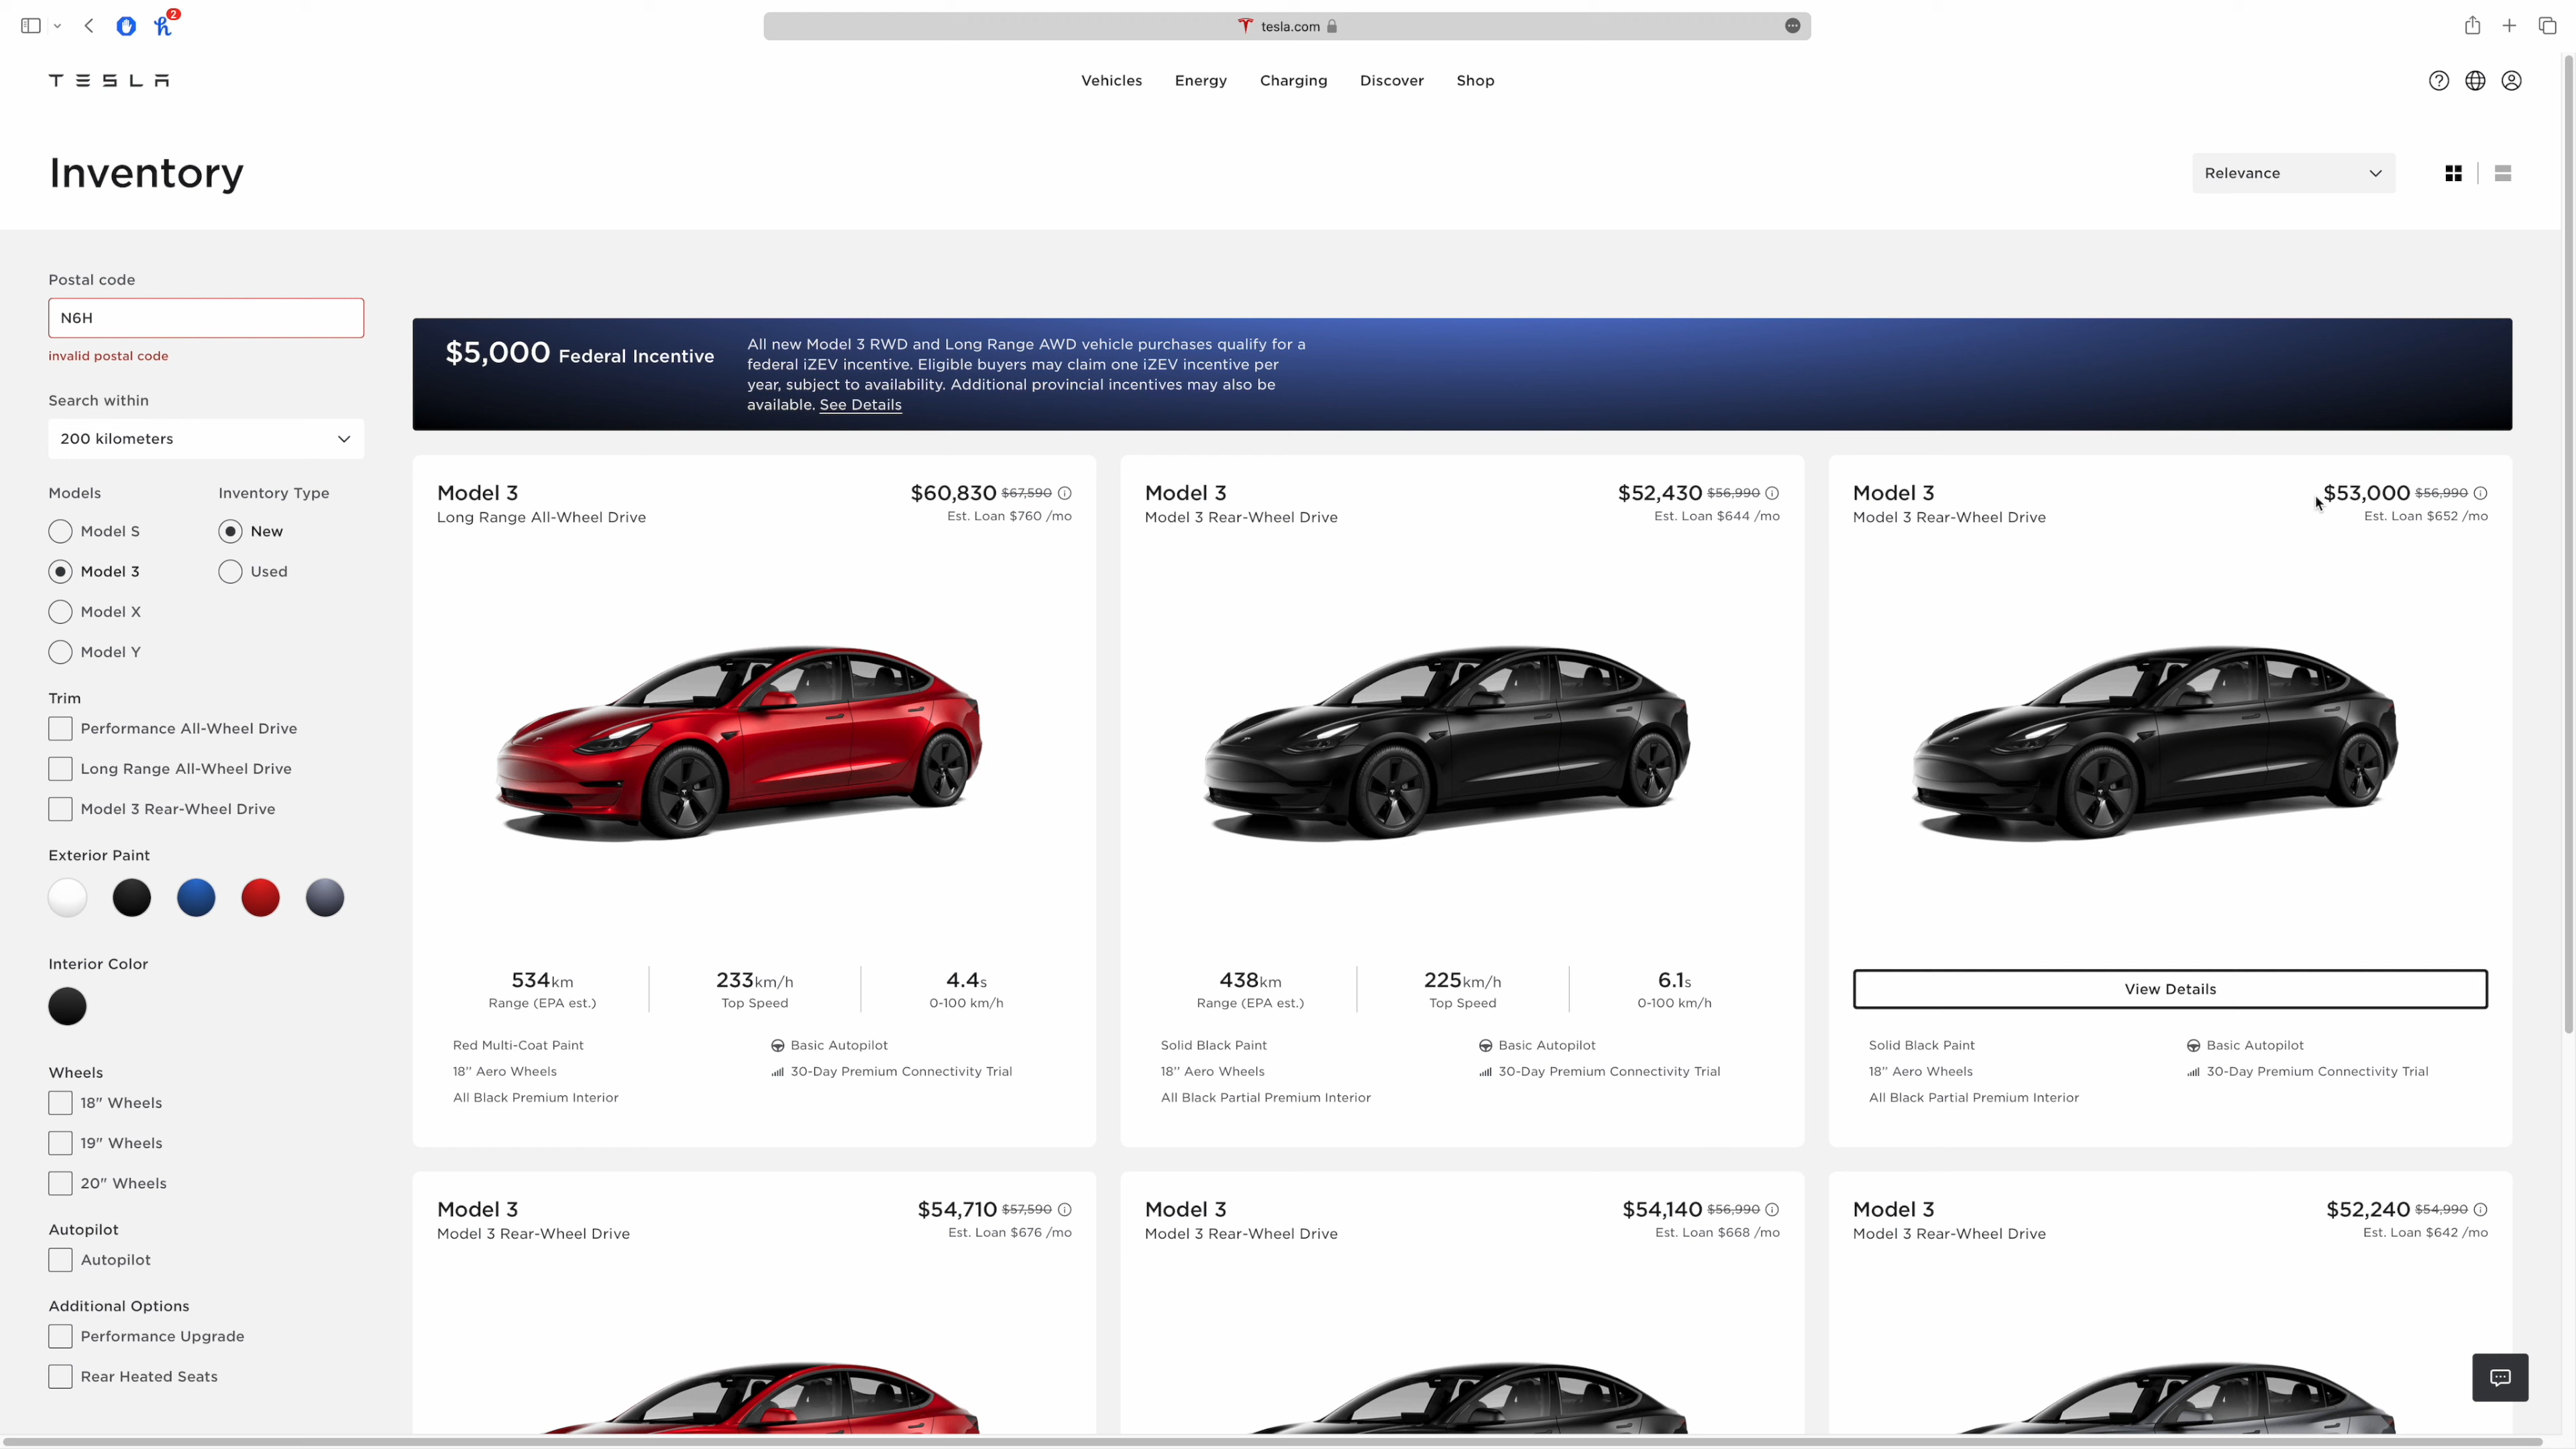 2
tesla.com
TESLA
Vehicles Energy Charging Discover Shop
Inventory
Relevance
Postal code
N6H
invalid postal code
Search within
200 kilometers
Models
Model S
Model 3
Model X
Model Y
Inventory Type
New
Used
Trim
Performance All-Wheel Drive
Long Range All-Wheel Drive
Model 3 Rear-Wheel Drive
Exterior Paint
Interior Color
Wheels
18" Wheels
19" Wheels
20" Wheels
Autopilot
Autopilot
Additional Options
Performance Upgrade
Rear Heated Seats
$5,000 Federal Incentive
All new Model 3 RWD and Long Range AWD vehicle purchases qualify for a
federal iZEV incentive. Eligible buyers may claim one iZEV incentive per
year, subject to availability. Additional provincial incentives may also be
available. See Details
Model 3
Long Range All-Wheel Drive
$60,830 $67,590
Est. Loan $760 /mo
534km
Range (EPA est.)
233km/h
Top Speed
4.4s
0-100 km/h
Red Multi-Coat Paint
18'' Aero Wheels
All Black Premium Interior
Basic Autopilot
30-Day Premium Connectivity Trial
Model 3
Model 3 Rear-Wheel Drive
$52,430 $56,990
Est. Loan $644 /mo
438km
Range (EPA est.)
225km/h
Top Speed
6.1s
0-100 km/h
Solid Black Paint
18'' Aero Wheels
All Black Partial Premium Interior
Basic Autopilot
30-Day Premium Connectivity Trial
Model 3
Model 3 Rear-Wheel Drive
$53,000 $56,990
Est. Loan $652 /mo
View Details
Solid Black Paint
18'' Aero Wheels
All Black Partial Premium Interior
Basic Autopilot
30-Day Premium Connectivity Trial
Model 3
Model 3 Rear-Wheel Drive
$54,710 $57,590
Est. Loan $676 /mo
Model 3
Model 3 Rear-Wheel Drive
$54,140 $56,990
Est. Loan $668 /mo
Model 3
Model 3 Rear-Wheel Drive
$52,240 $54,990
Est. Loan $642 /mo